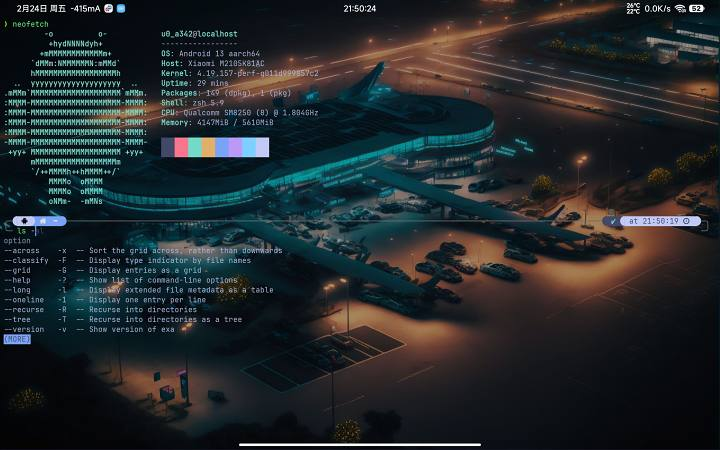 2月24日 周五 -415mA
21:50:24
26℃
22℃
0.0K/s
52
❯ neofetch
-o          o-
+hydNNNNdyh+
+mMMMMMMMMMMMMm+
`dMMm:NMMMMMMN:mMMd`
hMMMMMMMMMMMMMMMMMMh
..  yyyyyyyyyyyyyyyyyyyy  ..
.mMMm`MMMMMMMMMMMMMMMMMMMM`mMMm.
:MMMM-MMMMMMMMMMMMMMMMMMMM-MMMM:
:MMMM-MMMMMMMMMMMMMMMMMMMM-MMMM:
:MMMM-MMMMMMMMMMMMMMMMMMMM-MMMM:
:MMMM-MMMMMMMMMMMMMMMMMMMM-MMMM:
-MMMM-MMMMMMMMMMMMMMMMMMMM-MMMM-
+yy+ MMMMMMMMMMMMMMMMMMMM +yy+
mMMMMMMMMMMMMMMMMMMm
`/++MMMMh++hMMMM++/`
MMMMo  oMMMM
MMMMo  oMMMM
oNMm-  -mMNs
u0_a342@localhost
-----------------
OS: Android 13 aarch64
Host: Xiaomi M2105K81AC
Kernel: 4.19.157-perf-g011d999857c2
Uptime: 29 mins
Packages: 149 (dpkg), 1 (pkg)
Shell: zsh 5.9
CPU: Qualcomm SM8250 (8) @ 1.804GHz
Memory: 4147MiB / 5610MiB
~
✓ at 21:50:19
ls -
option
--across    -x  -- Sort the grid across, rather than downwards
--classify  -F  -- Display type indicator by file names
--grid      -G  -- Display entries as a grid
--help      -?  -- Show list of command-line options
--long      -l  -- Display extended file metadata as a table
--oneline   -1  -- Display one entry per line
--recurse   -R  -- Recurse into directories
--tree      -T  -- Recurse into directories as a tree
--version   -v  -- Show version of exa
(MORE)